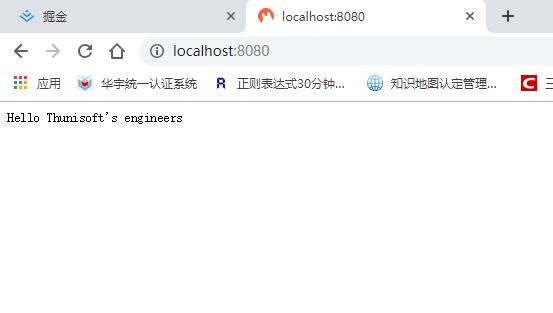 掘金
localhost:8080
localhost:8080
应用
华宇统一认证系统
正则表达式30分钟...
知识地图认定管理...
三
Hello Thunisoft's engineers